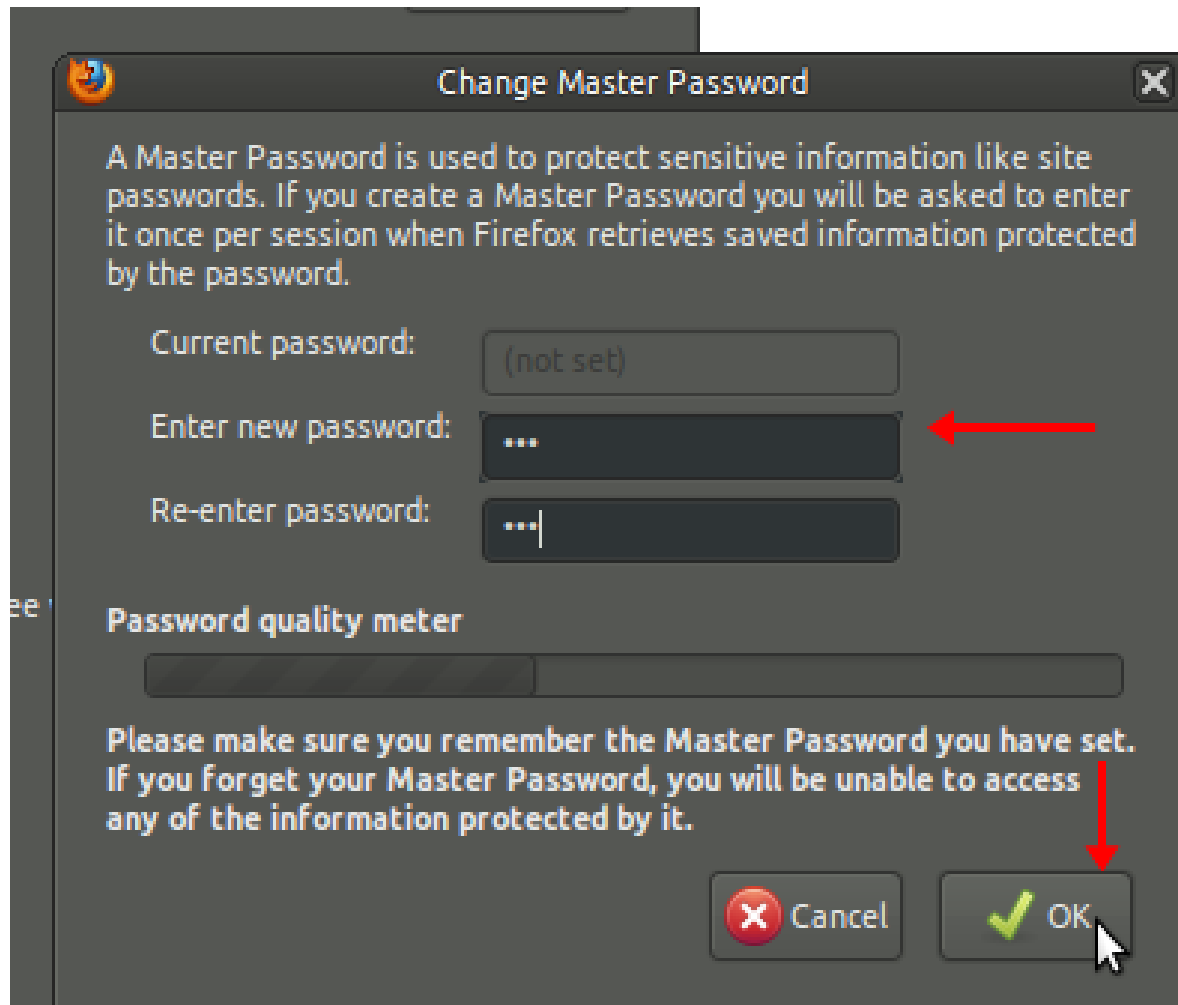 Change Master Password
A Master Password is used to protect sensitive information like site
passwords. If you create a Master Password you will be asked to enter
it once per session when Firefox retrieves saved information protected
by the password.
Current password:
(not set)
Enter new password:
•••
Re-enter password:
•••
ee
Password quality meter
Please make sure you remember the Master Password you have set.
If you forget your Master Password, you will be unable to access
any of the information protected by it.
Cancel
OK